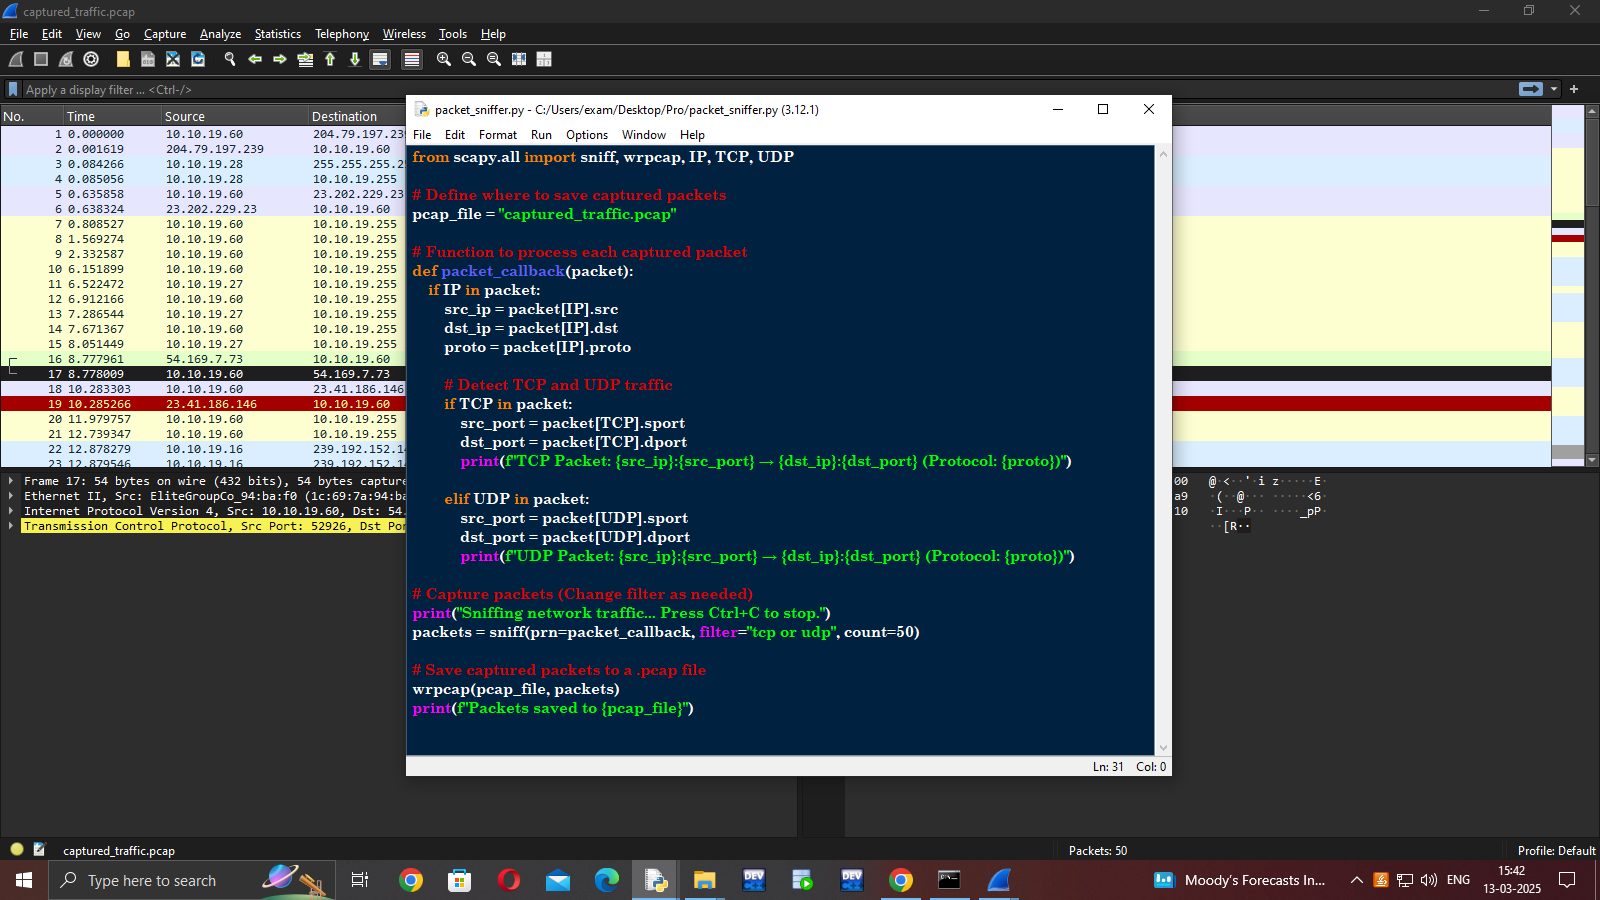 captured_traffic.pcap
File Edit View Go Capture Analyze Statistics Telephony Wireless Tools Help
Apply a display filter ... <Ctrl-/>
No. Time Source Destination
1 0.000000 10.10.19.60 204.79.197.239
2 0.001619 204.79.197.239 10.10.19.60
3 0.084266 10.10.19.28 255.255.255.2
4 0.085056 10.10.19.28 10.10.19.255
5 0.635858 10.10.19.60 23.202.229.23
6 0.638324 23.202.229.23 10.10.19.60
7 0.808527 10.10.19.60 10.10.19.255
8 1.569274 10.10.19.60 10.10.19.255
9 2.332587 10.10.19.60 10.10.19.255
10 6.151899 10.10.19.60 10.10.19.255
11 6.522472 10.10.19.27 10.10.19.255
12 6.912166 10.10.19.60 10.10.19.255
13 7.286544 10.10.19.27 10.10.19.255
14 7.671367 10.10.19.60 10.10.19.255
15 8.051449 10.10.19.27 10.10.19.255
16 8.777961 54.169.7.73 10.10.19.60
17 8.778009 10.10.19.60 54.169.7.73
18 10.283303 10.10.19.60 23.41.186.146
19 10.285266 23.41.186.146 10.10.19.60
20 11.979757 10.10.19.60 10.10.19.255
21 12.739347 10.10.19.60 10.10.19.255
22 12.878279 10.10.19.16 239.192.152.14
23 12.879546 10.10.19.16 239.192.152.14
Frame 17: 54 bytes on wire (432 bits), 54 bytes capture
Ethernet II, Src: EliteGroupCo_94:ba:f0 (1c:69:7a:94:ba
Internet Protocol Version 4, Src: 10.10.19.60, Dst: 54.
Transmission Control Protocol, Src Port: 52926, Dst Por
packet_sniffer.py - C:/Users/exam/Desktop/Pro/packet_sniffer.py (3.12.1)
File Edit Format Run Options Window Help
from scapy.all import sniff, wrpcap, IP, TCP, UDP
# Define where to save captured packets
pcap_file = "captured_traffic.pcap"
# Function to process each captured packet
def packet_callback(packet):
if IP in packet:
src_ip = packet[IP].src
dst_ip = packet[IP].dst
proto = packet[IP].proto
# Detect TCP and UDP traffic
if TCP in packet:
src_port = packet[TCP].sport
dst_port = packet[TCP].dport
print(f"TCP Packet: {src_ip}:{src_port} → {dst_ip}:{dst_port} (Protocol: {proto})")
elif UDP in packet:
src_port = packet[UDP].sport
dst_port = packet[UDP].dport
print(f"UDP Packet: {src_ip}:{src_port} → {dst_ip}:{dst_port} (Protocol: {proto})")
# Capture packets (Change filter as needed)
print("Sniffing network traffic... Press Ctrl+C to stop.")
packets = sniff(prn=packet_callback, filter="tcp or udp", count=50)
# Save captured packets to a .pcap file
wrpcap(pcap_file, packets)
print(f"Packets saved to {pcap_file}")
Ln: 31 Col: 0
00 @·<··'·i z·····E·
a9 ·(·@··· ·····<6
10 ·I···P·· ····_pP·
··[R··
captured_traffic.pcap Packets: 50 Profile: Default
Type here to search
DEV
DEV
Moody's Forecasts In...
ENG
15:42
13-03-2025